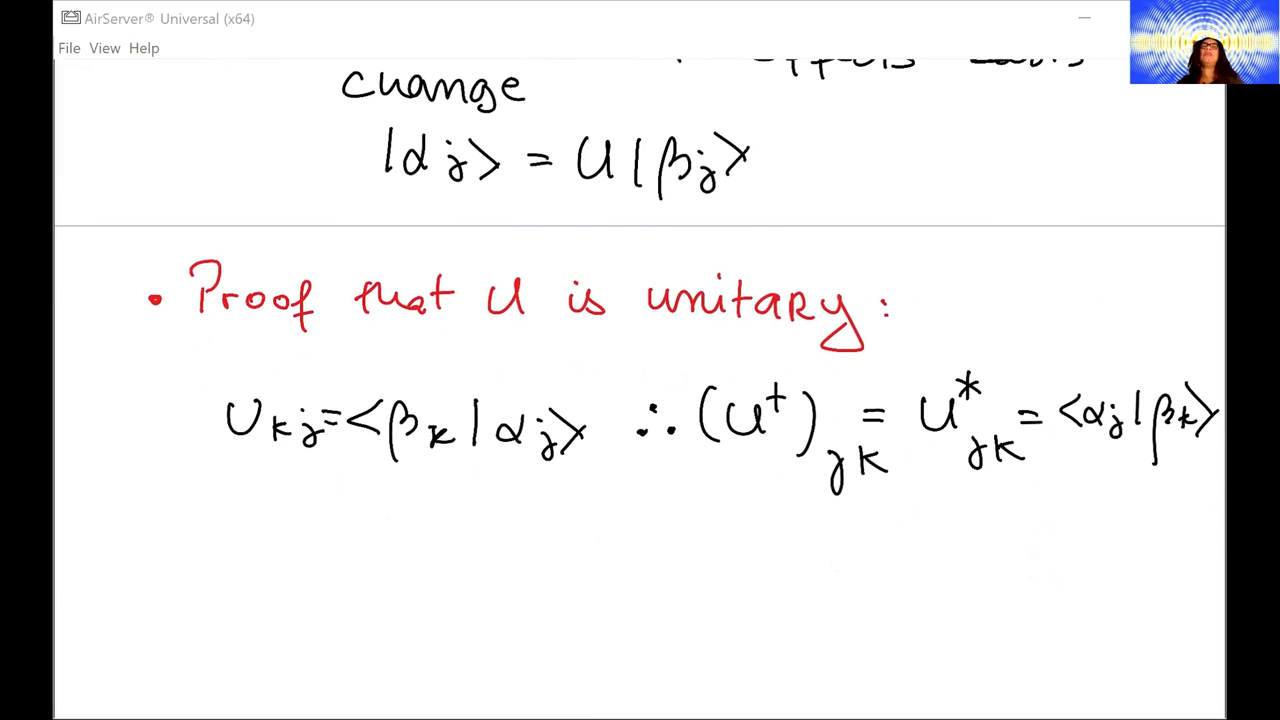 AirServer® Universal (x64)
File View Help
change
|αj> = U|βj>
• Proof that U is unitary:
Ukj=<βk|αj> ∴ (U†)jk = U*jk = <αj|βk>